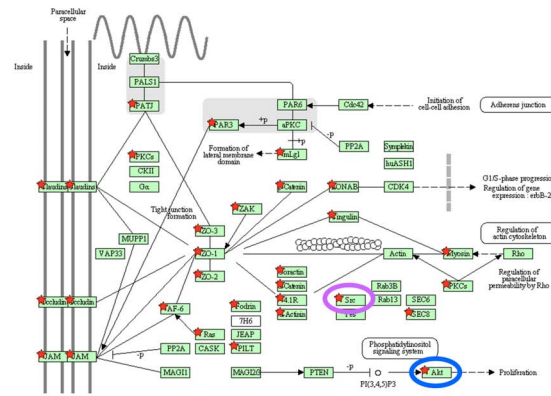 Paracellular
space
Inside
Inside
Crumbs3
PALS1
PATJ
PAR6
Cdc42
Initiation of
cell-cell adhesion
Adherens junction
PAR3
+p
aPKC
-p
PP2A
Symplekin
huASH1
Formation of
lateral membrane
domain
+p
mLgl
PKCs
CKII
Gα
Claudins
Claudins
Catenin
ZONAB
CDK4
G1/S-phase progression
Regulation of gene
expression : erbB-2
Tight junction
formation
ZAK
Cingulin
MUPP1
VAP33
ZO-3
ZO-1
ZO-2
Actin
Myosin
Rho
Regulation of
actin cytoskeleton
Regulation of paracellular
permeability by Rho
PKCs
Cortactin
Catenin
4.1R
Actinin
Src
Rab3B
Rab13
SEC6
SEC8
Occludin
Occludin
AF-6
Fodrin
7H6
Ras
JEAP
PP2A
CASK
PILT
JAM
JAM
-p
MAGI1
MAGI2/3
PTEN
-p
PI(3,4,5)P3
Phosphatidylinositol
signaling system
Akt
Proliferation